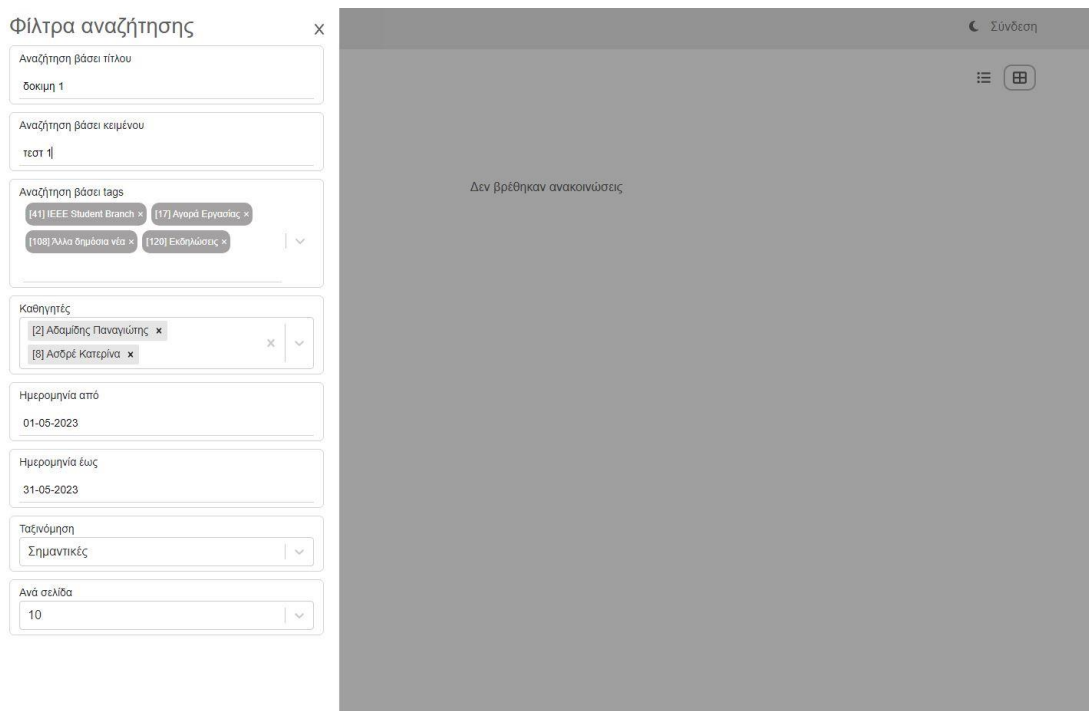 Φίλτρα αναζήτησης
X
Σύνδεση
Αναζήτηση βάσει τίτλου
δοκιμη 1
Αναζήτηση βάσει κειμένου
τεστ 1
Αναζήτηση βάσει tags
[41] IEEE Student Branch × [17] Αγορά Εργασίας ×
[108] Άλλα δημόσια νέα × [120] Εκδηλώσεις ×
Δεν βρέθηκαν ανακοινώσεις
Καθηγητές
[2] Αδαμίδης Παναγιώτης ×
[8] Ασδρέ Κατερίνα ×
Ημερομηνία από
01-05-2023
Ημερομηνία έως
31-05-2023
Ταξινόμηση
Σημαντικές
Ανά σελίδα
10